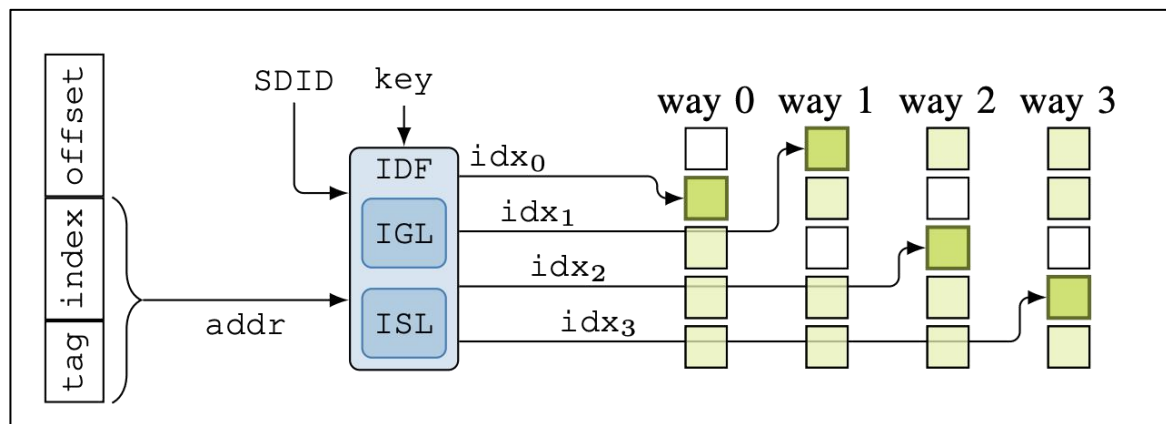 offset
index
tag
addr
SDID
key
IDF
IGL
ISL
idx0
idx1
idx2
idx3
way 0
way 1
way 2
way 3